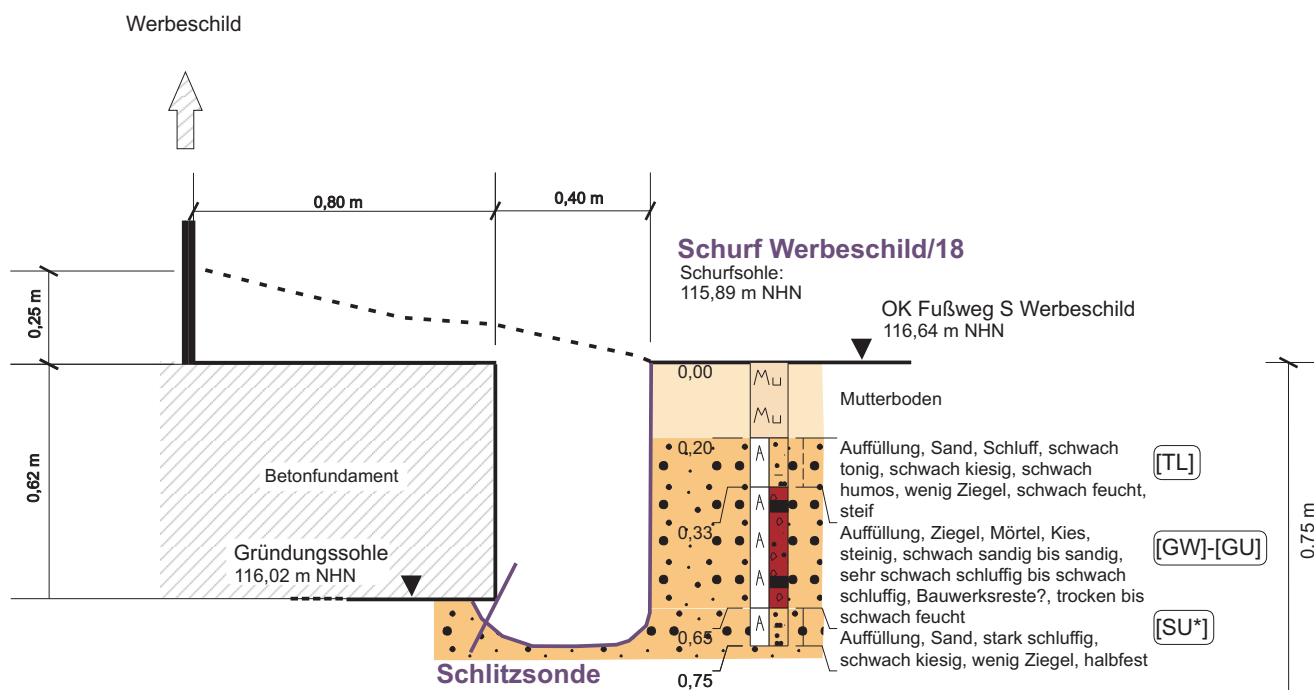 Werbeschild
0,80 m
0,40 m
Schurf Werbeschild/18
Schurfsohle:
115,89 m NHN
OK Fußweg S Werbeschild
116,64 m NHN
0,25 m
0,62 m
Betonfundament
Gründungssohle
116,02 m NHN
Schlitzsonde
0,00
Mu
Mu
Mutterboden
0,20
A
Auffüllung, Sand, Schluff, schwach
tonig, schwach kiesig, schwach
humos, wenig Ziegel, schwach feucht,
steif
[TL]
0,33
A
A
A
Auffüllung, Ziegel, Mörtel, Kies,
steinig, schwach sandig bis sandig,
sehr schwach schluffig bis schwach
schluffig, Bauwerksreste?, trocken bis
schwach feucht
[GW]-[GU]
0,65
A
Auffüllung, Sand, stark schluffig,
schwach kiesig, wenig Ziegel, halbfest
[SU*]
0,75
0,75 m